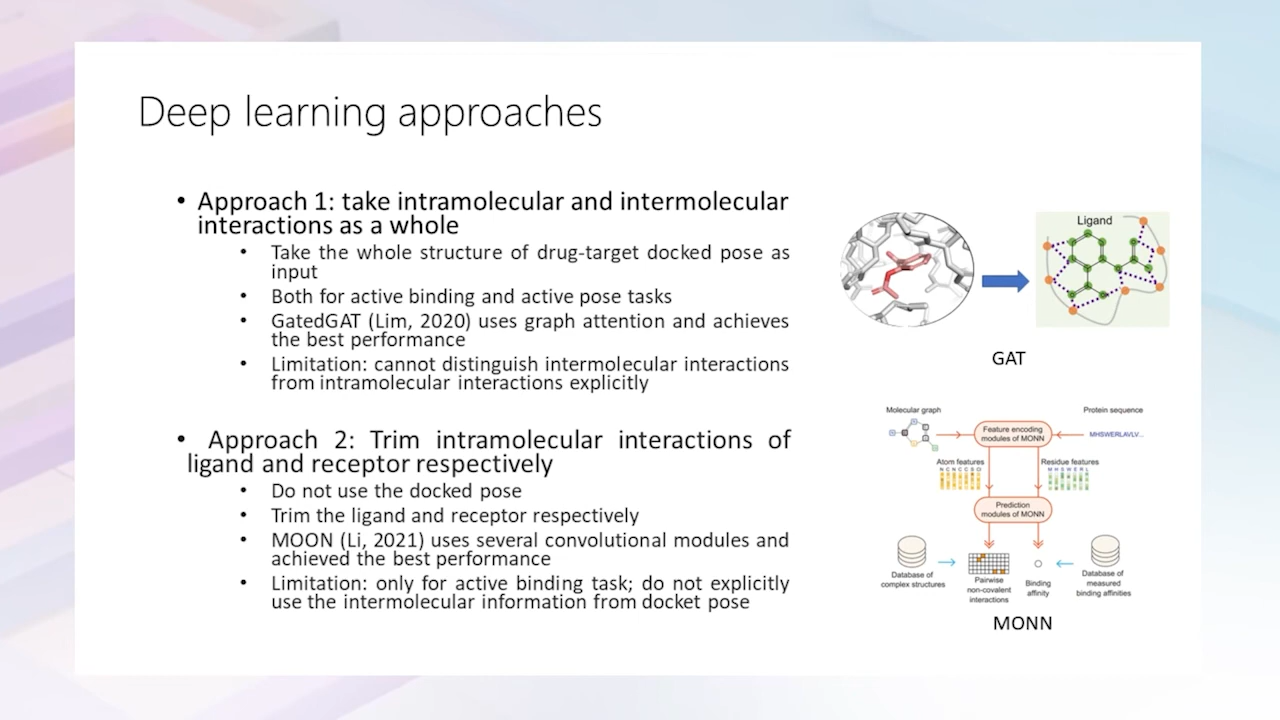 Deep learning approaches
• Approach 1: take intramolecular and intermolecular
interactions as a whole
• Take the whole structure of drug-target docked pose as
input
• Both for active binding and active pose tasks
• GatedGAT (Lim, 2020) uses graph attention and achieves
the best performance
• Limitation: cannot distinguish intermolecular interactions
from intramolecular interactions explicitly
• Approach 2: Trim intramolecular interactions of
ligand and receptor respectively
• Do not use the docked pose
• Trim the ligand and receptor respectively
• MOON (Li, 2021) uses several convolutional modules and
achieved the best performance
• Limitation: only for active binding task; do not explicitly
use the intermolecular information from docket pose
Ligand
GAT
Molecular graph
Protein sequence
Feature encoding
modules of MONN
MHSWERLAVLV...
Atom features
Residue features
N C N C C S O
M H S W E R L
Prediction
modules of MONN
Database of
complex structures
Pairwise
non-covalent
interactions
Binding
affinity
Database of
measured
binding affinities
MONN